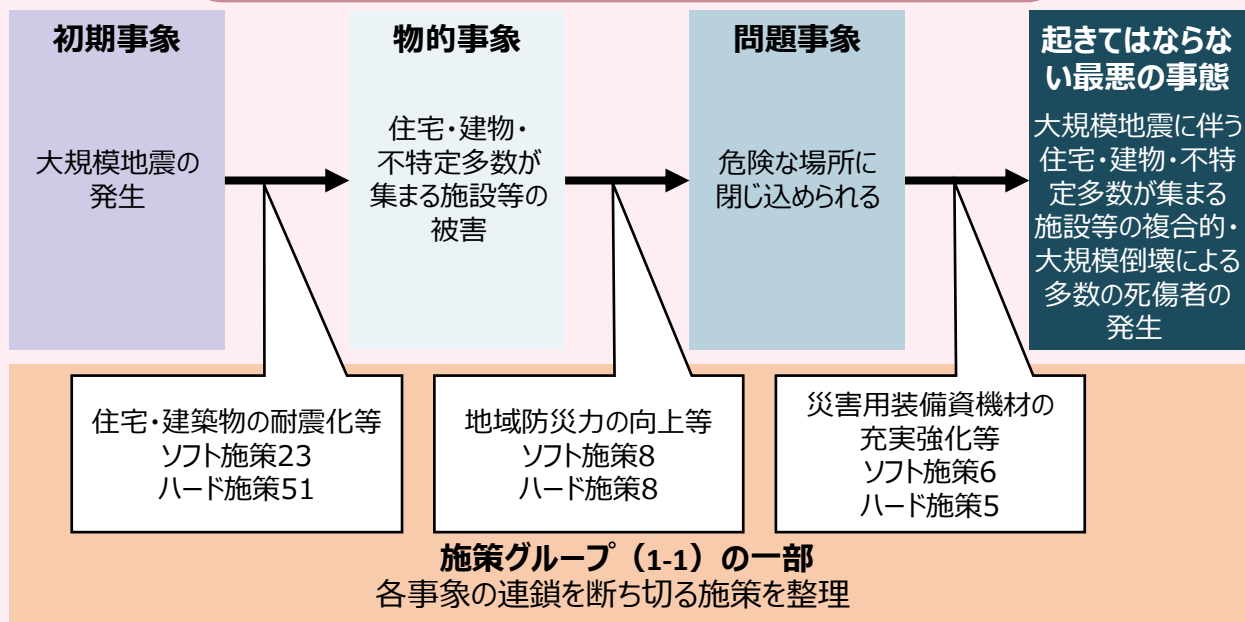 初期事象
大規模地震の
発生
物的事象
住宅・建物・
不特定多数が
集まる施設等の
被害
問題事象
危険な場所に
閉じ込められる
起きてはならな
い最悪の事態
大規模地震に伴う
住宅・建物・不特
定多数が集まる
施設等の複合的・
大規模倒壊による
多数の死傷者の
発生
住宅・建築物の耐震化等
ソフト施策23
ハード施策51
地域防災力の向上等
ソフト施策8
ハード施策8
災害用装備資機材の
充実強化等
ソフト施策6
ハード施策5
施策グループ（1-1）の一部
各事象の連鎖を断ち切る施策を整理